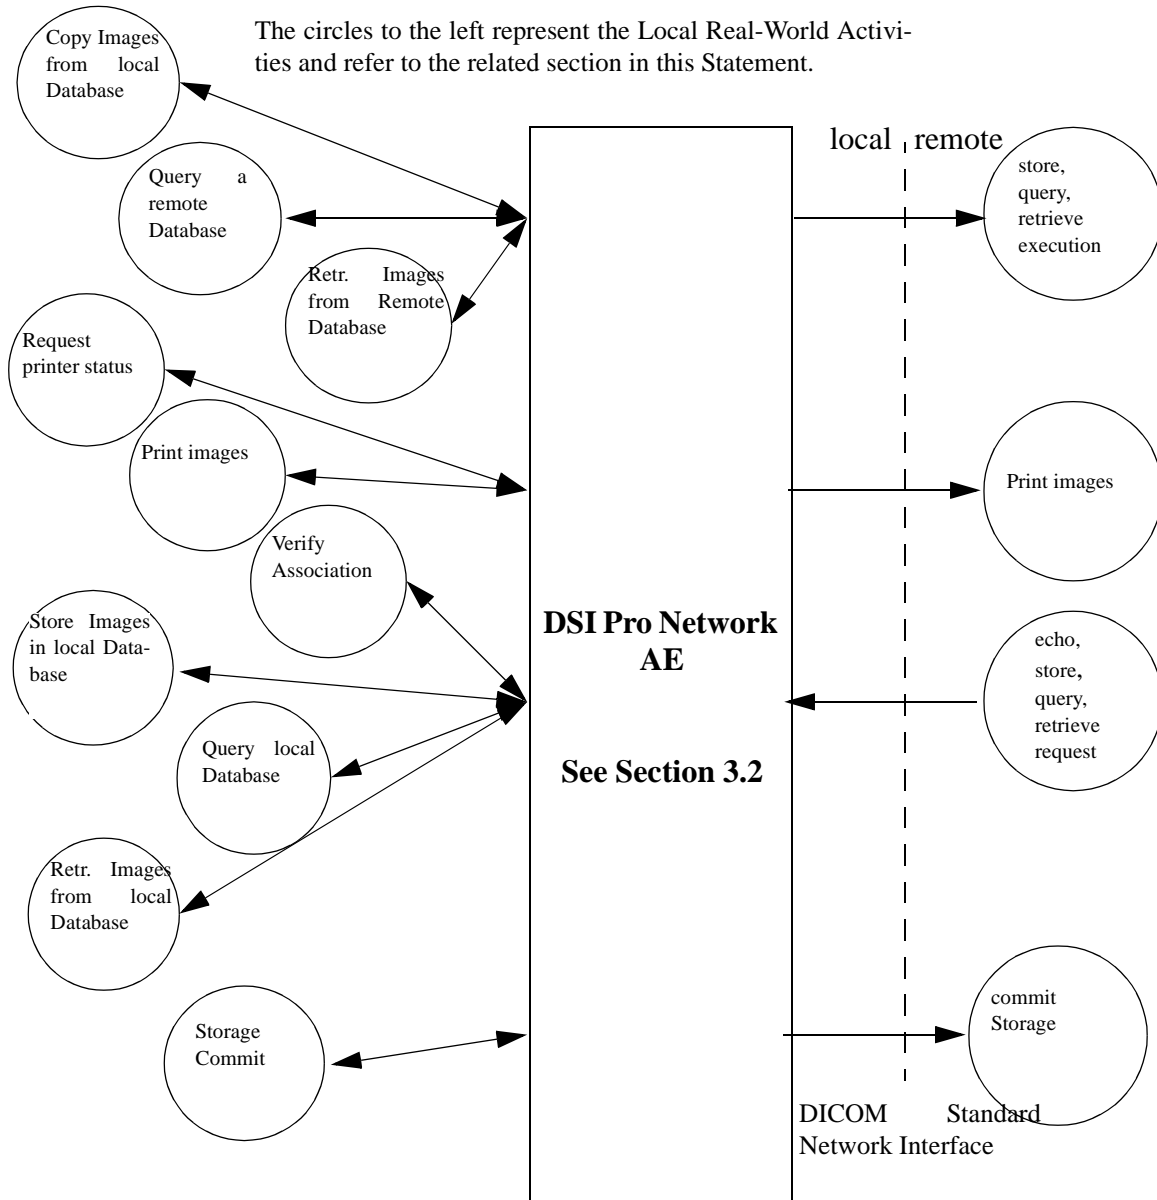 The circles to the left represent the Local Real-World Activi-
ties and refer to the related section in this Statement.
Copy Images
from local
Database
Query a
remote
Database
Retr. Images
from Remote
Database
Request
printer status
Print images
Verify
Association
Store Images
in local Data-
base
Query local
Database
Retr. Images
from local
Database
Storage
Commit
DSI Pro Network
AE
See Section 3.2
local remote
store,
query,
retrieve
execution
Print images
echo,
store,
query,
retrieve
request
commit
Storage
DICOM Standard
Network Interface